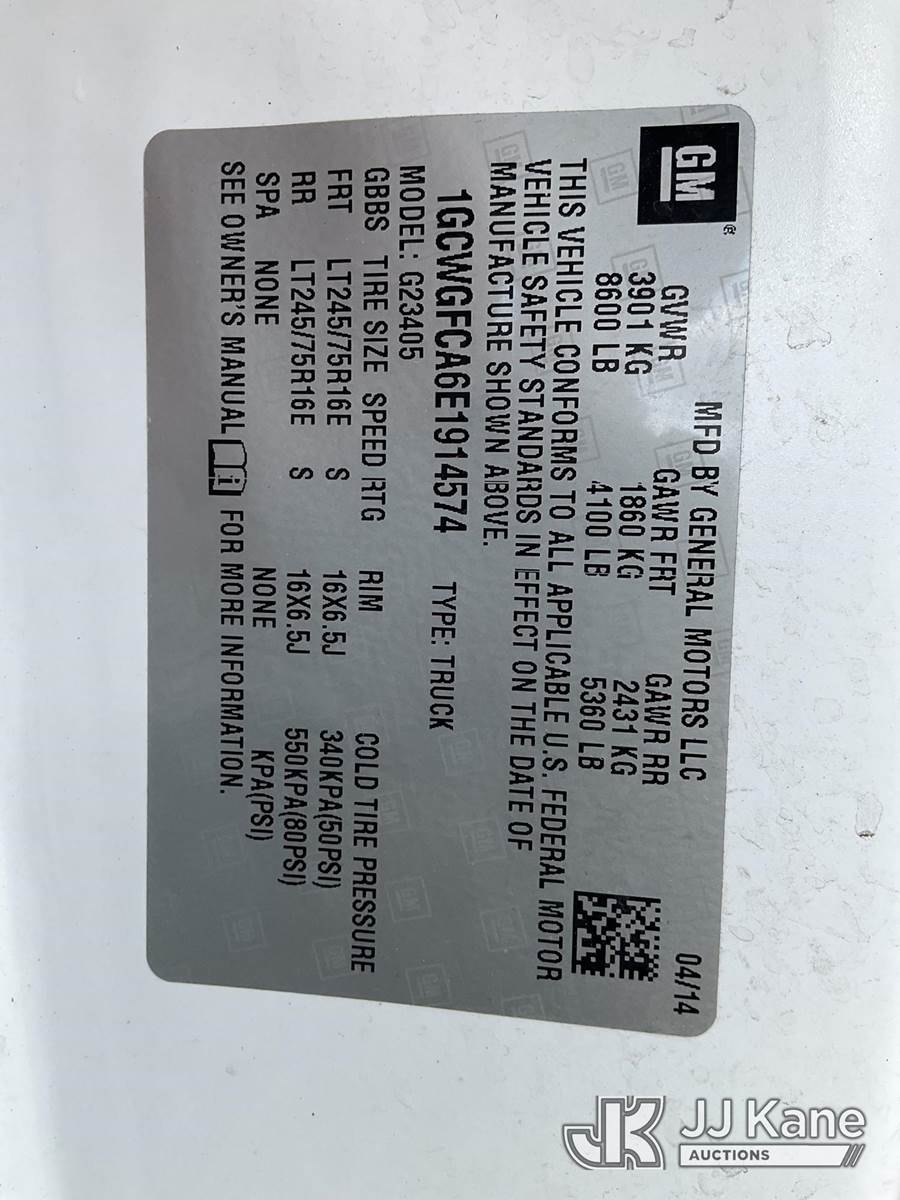 GM®
MFD BY GENERAL MOTORS LLC 04/14
GVWR GAWR FRT GAWR RR
3901 KG 1860 KG 2431 KG
8600 LB 4100 LB 5360 LB
THIS VEHICLE CONFORMS TO ALL APPLICABLE U.S. FEDERAL MOTOR
VEHICLE SAFETY STANDARDS IN EFFECT ON THE DATE OF
MANUFACTURE SHOWN ABOVE.
1GCWGFCA6E1914574 TYPE: TRUCK
MODEL: G23405
GBBS TIRE SIZE SPEED RTG RIM COLD TIRE PRESSURE
FRT LT245/75R16E S 16X6.5J 340KPA(50PSI)
RR LT245/75R16E S 16X6.5J 550KPA(80PSI)
SPA NONE NONE KPA(PSI)
SEE OWNER'S MANUAL FOR MORE INFORMATION.
JK JJ Kane
AUCTIONS